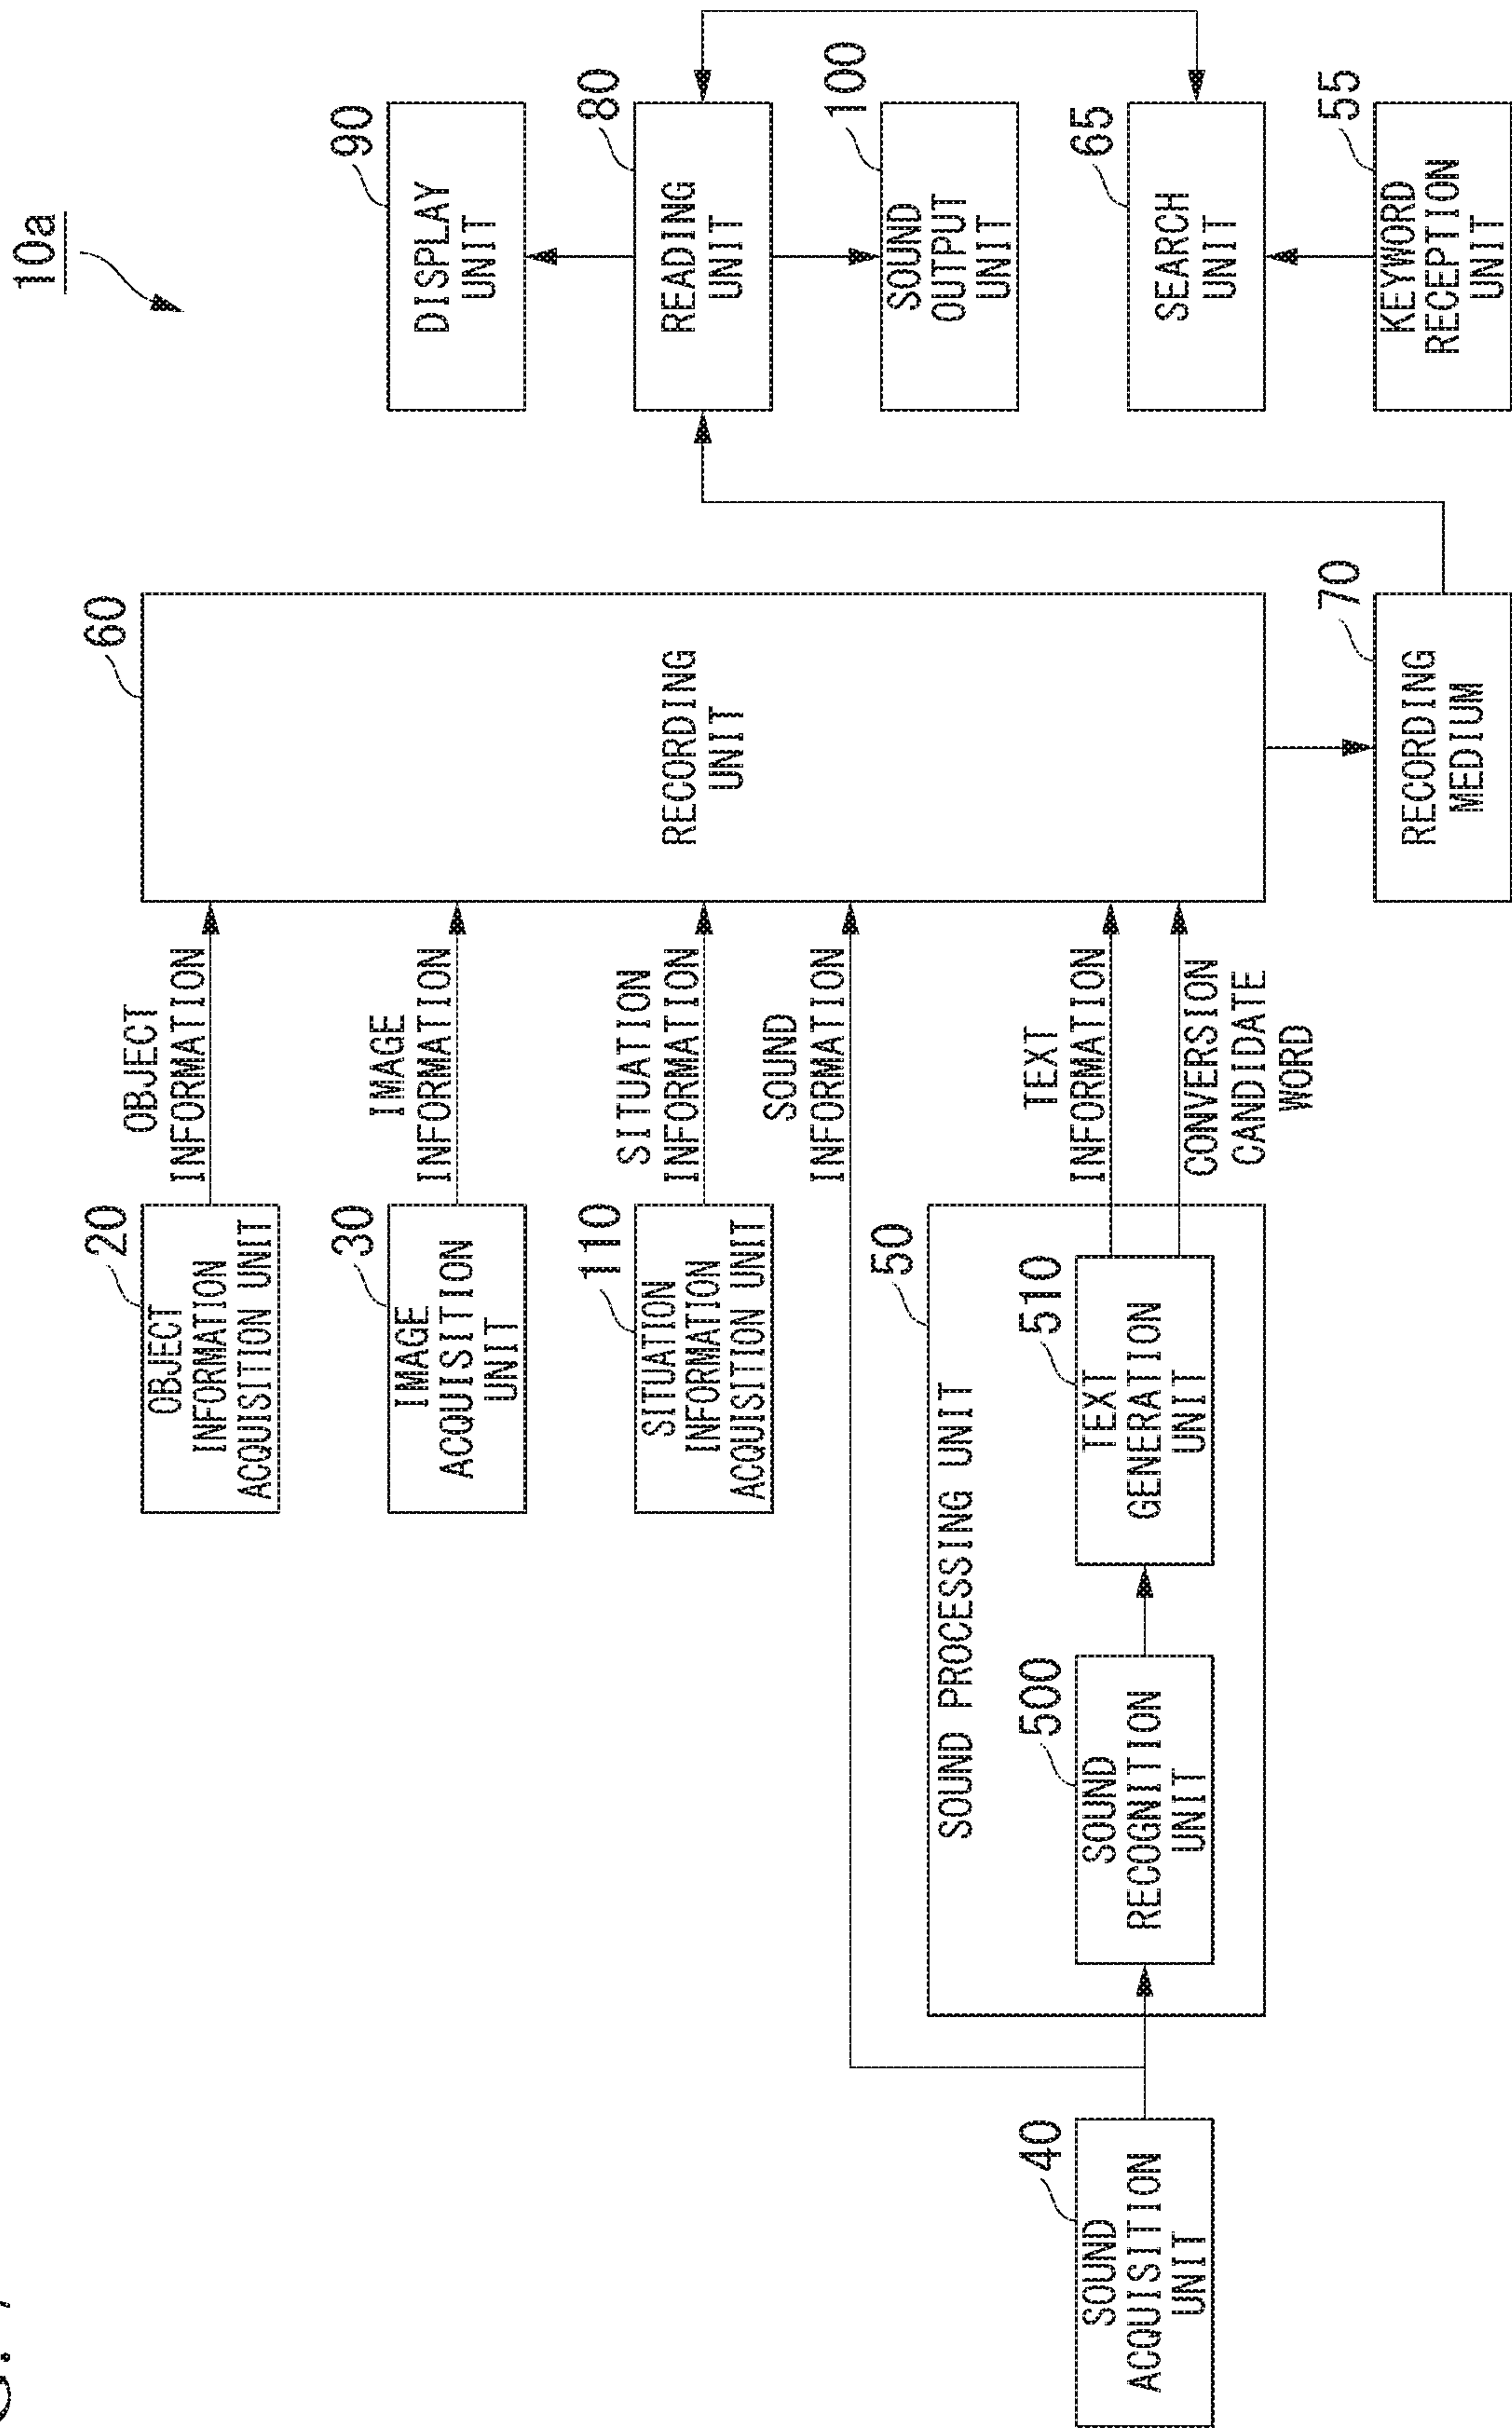 10a
20
OBJECT
INFORMATION
ACQUISITION UNIT
OBJECT
INFORMATION
30
IMAGE
ACQUISITION
UNIT
IMAGE
INFORMATION
110
SITUATION
INFORMATION
ACQUISITION UNIT
SITUATION
INFORMATION
SOUND
INFORMATION
40
SOUND
ACQUISITION
UNIT
50
SOUND PROCESSING UNIT
500
SOUND
RECOGNITION
UNIT
510
TEXT
GENERATION
UNIT
TEXT
INFORMATION
CONVERSION
CANDIDATE
WORD
60
RECORDING
UNIT
70
RECORDING
MEDIUM
90
DISPLAY
UNIT
80
READING
UNIT
100
SOUND
OUTPUT
UNIT
65
SEARCH
UNIT
55
KEYWORD
RECEPTION
UNIT